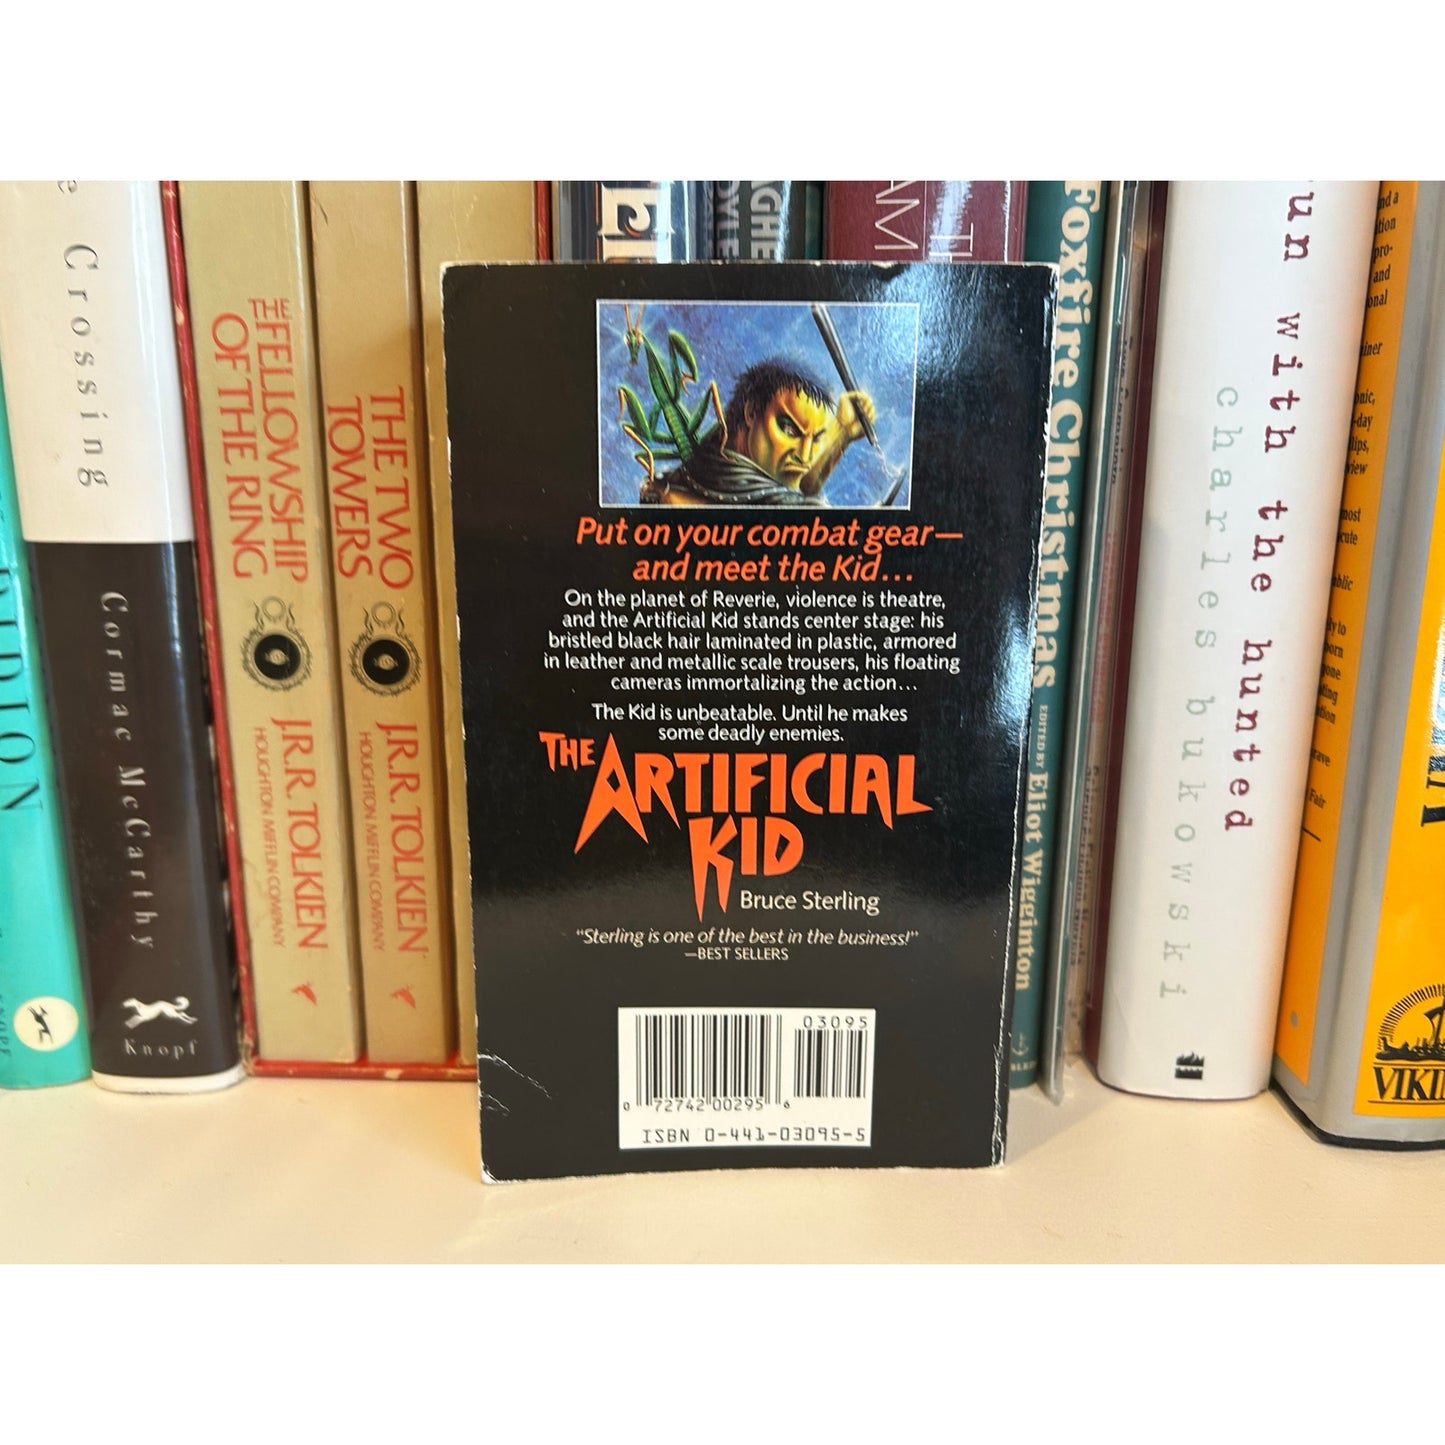 Crossing
Cormac McCarthy
Knopf
THE FELLOWSHIP
OF THE RING
J.R.R. TOLKIEN
HOUGHTON MIFFLIN COMPANY
THE TWO
TOWERS
J.R.R. TOLKIEN
HOUGHTON MIFFLIN COMPANY
Put on your combat gear—
and meet the Kid...
On the planet of Reverie, violence is theatre,
and the Artificial Kid stands center stage: his
bristled black hair laminated in plastic, armored
in leather and metallic scale trousers, his floating
cameras immortalizing the action...
The Kid is unbeatable. Until he makes
some deadly enemies.
THE ARTIFICIAL
KID
Bruce Sterling
“Sterling is one of the best in the business!”
—BEST SELLERS
03095
0 72742 00295 6
ISBN 0-441-03095-5
Foxfire Christmas
EDITED BY Eliot Wigginton
un with the hunted
charles bukowski